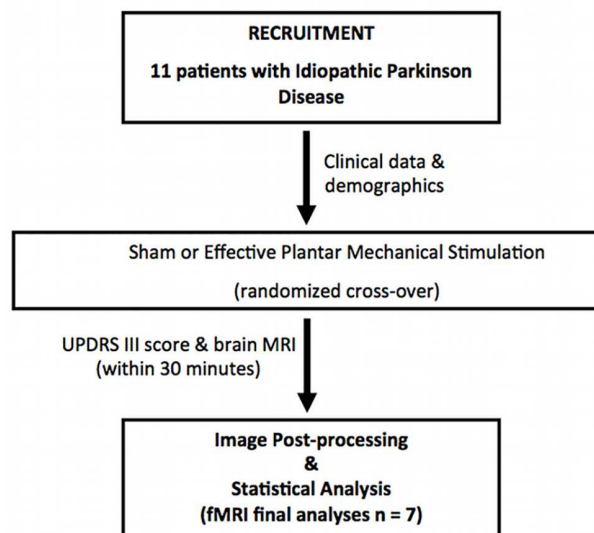 RECRUITMENT
11 patients with Idiopathic Parkinson
Disease
Clinical data &
demographics
Sham or Effective Plantar Mechanical Stimulation
(randomized cross-over)
UPDRS III score & brain MRI
(within 30 minutes)
Image Post-processing
&
Statistical Analysis
(fMRI final analyses n = 7)